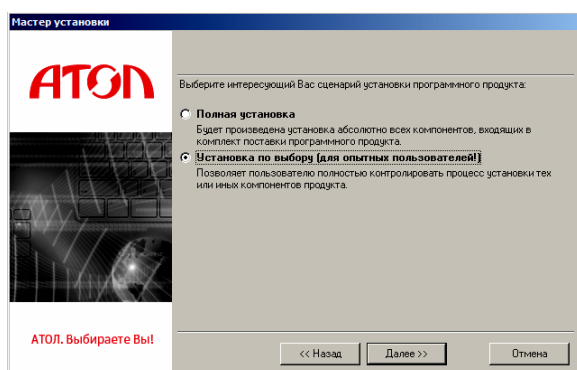 Мастер установки
АТОЛ
Выберите интересующий Вас сценарий установки программного продукта:
Полная установка
Будет произведена установка абсолютно всех компонентов, входящих в
комплект поставки программного продукта.
Установка по выбору (для опытных пользователей!)
Позволяет пользователю полностью контролировать процесс установки тех
или иных компонентов продукта.
АТОЛ. Выбираете Вы!
<< Назад
Далее >>
Отмена